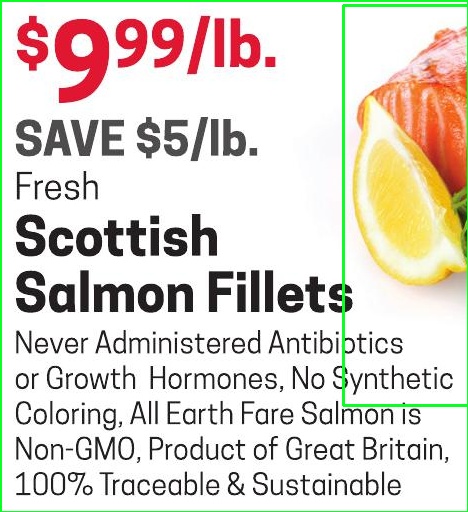 $9.99/lb.
SAVE $5/lb.
Fresh
Scottish
Salmon Fillets
Never Administered Antibiotics
or Growth Hormones, No Synthetic
Coloring, All Earth Fare Salmon is
Non-GMO, Product of Great Britain,
100% Traceable & Sustainable